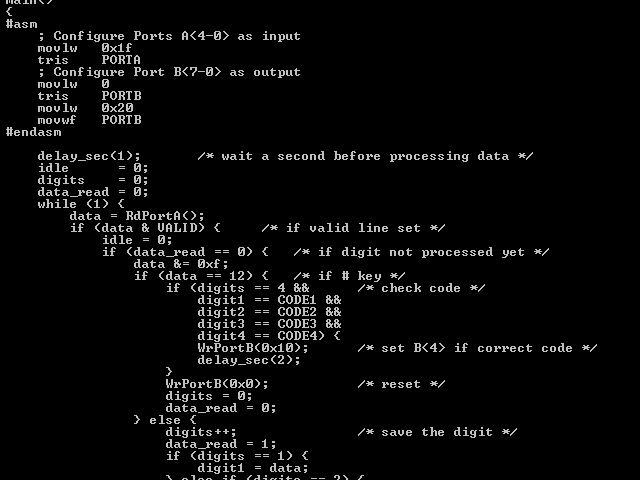 main()
{
#asm
    ; Configure Ports A(4-0) as input
    movlw   0x1f
    tris    PORTA
    ; Configure Port B(7-0) as output
    movlw   0
    tris    PORTB
    movlw   0x20
    movwf   PORTB
#endasm

    delay_sec(1);       /* wait a second before processing data */
    idle      = 0;
    digits    = 0;
    data_read = 0;
    while (1) {
        data = RdPortA();
        if (data & VALID) {     /* if valid line set */
            idle = 0;
            if (data_read == 0) {   /* if digit not processed yet */
                data &= 0xf;
                if (data == 12) {   /* if # key */
                    if (digits == 4 &&      /* check code */
                        digit1 == CODE1 &&
                        digit2 == CODE2 &&
                        digit3 == CODE3 &&
                        digit4 == CODE4) {
                        WrPortB(0x10);      /* set B(4) if correct code */
                        delay_sec(2);
                    }
                    WrPortB(0x0);           /* reset */
                    digits = 0;
                    data_read = 0;
                } else {
                    digits++;               /* save the digit */
                    data_read = 1;
                    if (digits == 1) {
                        digit1 = data;
                    } else if (digits == 2) {